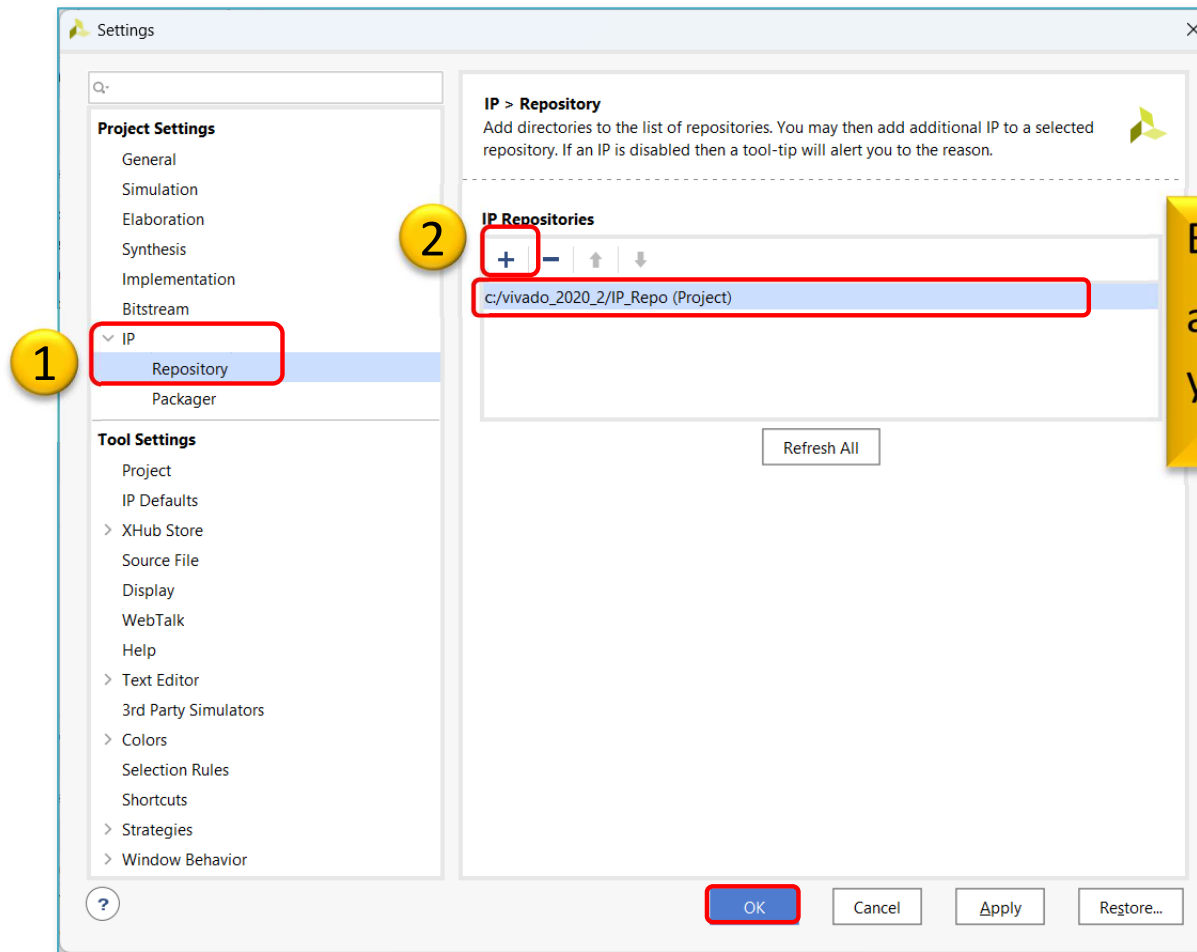 Settings
Project Settings
General
Simulation
Elaboration
Synthesis
Implementation
Bitstream
IP
Repository
Packager
Tool Settings
Project
IP Defaults
XHub Store
Source File
Display
WebTalk
Help
Text Editor
3rd Party Simulators
Colors
Selection Rules
Shortcuts
Strategies
Window Behavior
1
IP > Repository
Add directories to the list of repositories. You may then add additional IP to a selected
repository. If an IP is disabled then a tool-tip will alert you to the reason.
IP Repositories
2
c:/vivado_2020_2/IP_Repo (Project)
Refresh All
?
OK
Cancel
Apply
Restore...